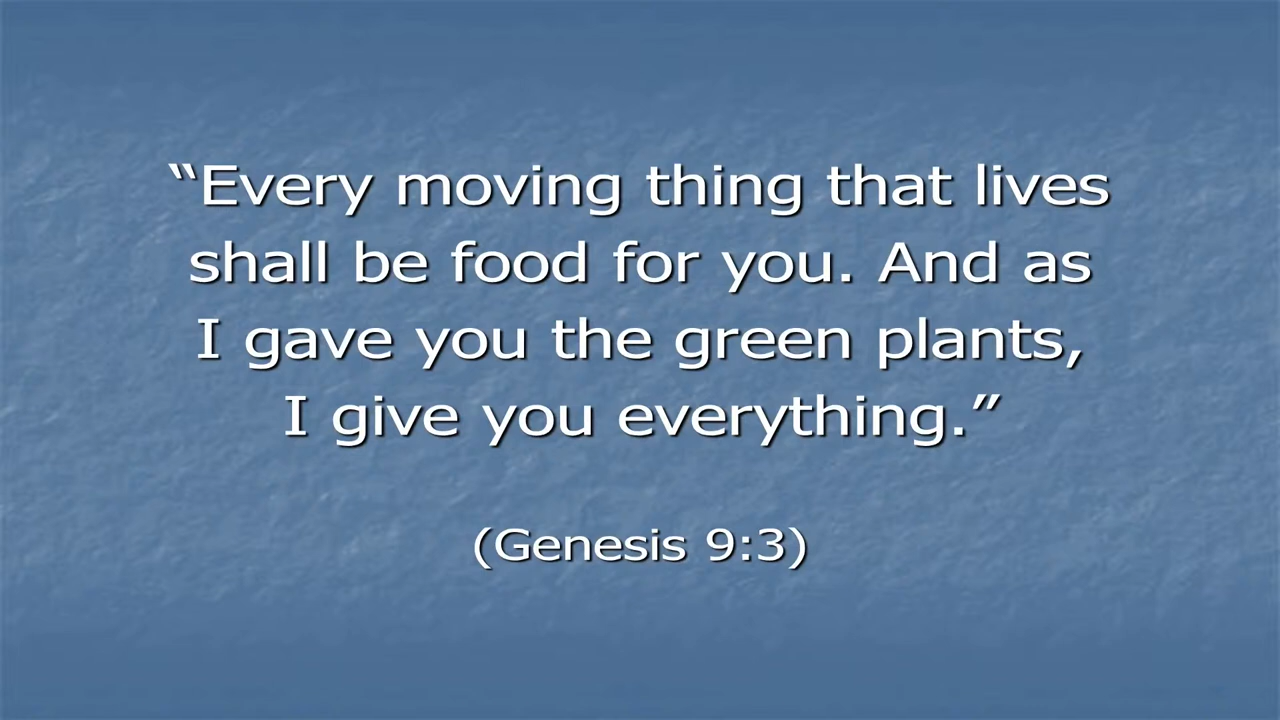 “Every moving thing that lives
shall be food for you. And as
I gave you the green plants,
I give you everything.”
(Genesis 9:3)